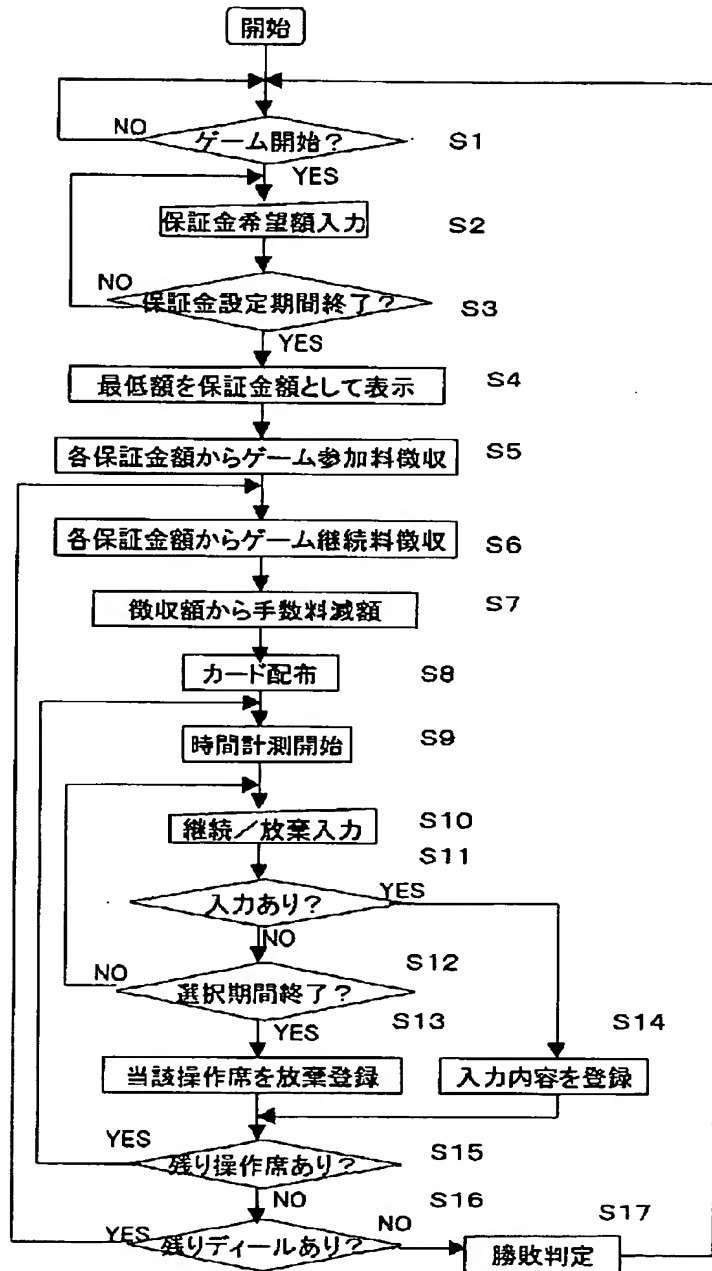 開始
NO
ゲーム開始?
S1
YES
保証金希望額入力
S2
NO
保証金設定期間終了?
S3
YES
最低額を保証金額として表示
S4
各保証金額からゲーム参加料徴収
S5
各保証金額からゲーム継続料徴収
S6
徴収額から手数料減額
S7
カード配布
S8
時間計測開始
S9
継続/放棄入力
S10
S11
入力あり?
YES
NO
S12
NO
選択期間終了?
YES
S13
S14
当該操作席を放棄登録
入力内容を登録
YES
残り操作席あり?
S15
NO
S16
YES
残りディールあり?
NO
S17
勝敗判定